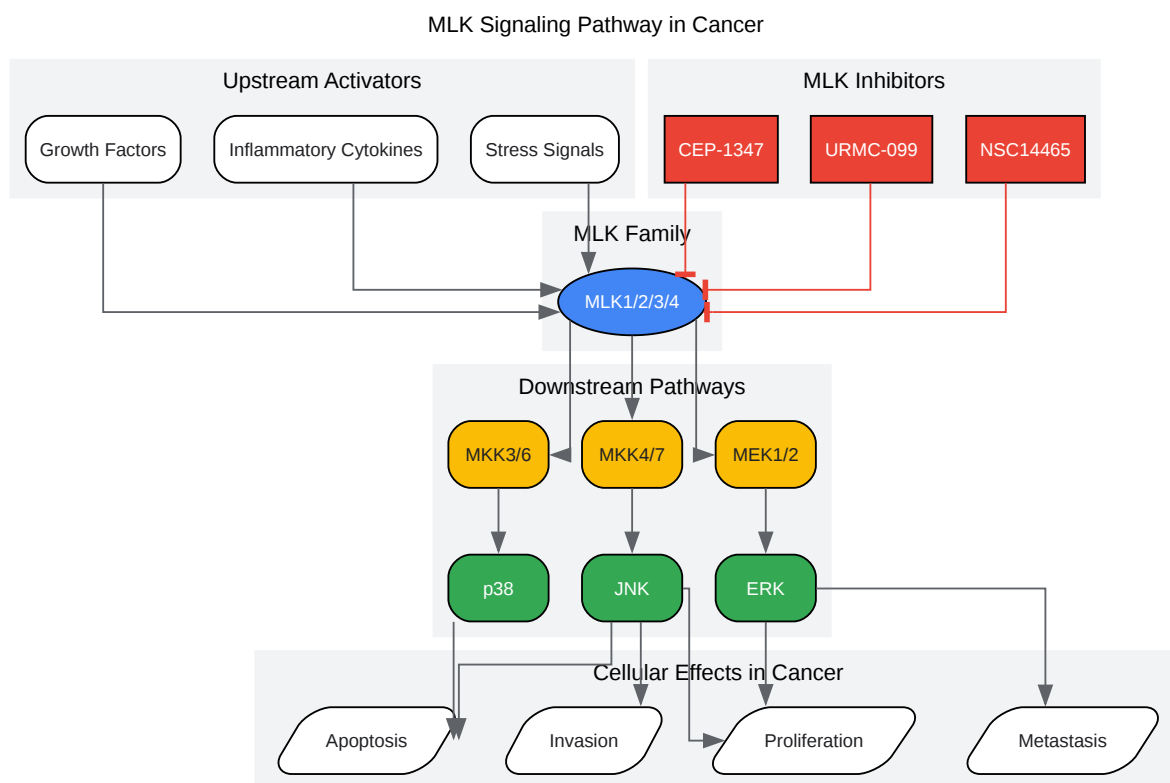 MLK Signaling Pathway in Cancer
Upstream Activators
MLK Inhibitors
Growth Factors
Inflammatory Cytokines
Stress Signals
CEP-1347
URMC-099
NSC14465
MLK Family
MLK1/2/3/4
Downstream Pathways
MKK3/6
MKK4/7
MEK1/2
p38
JNK
ERK
Cellular Effects in Cancer
Apoptosis
Invasion
Proliferation
Metastasis